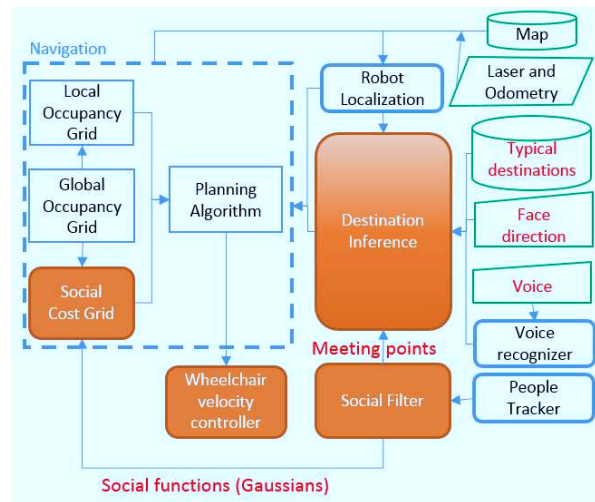 Navigation
Map
Laser and
Odometry
Robot
Localization
Local
Occupancy
Grid
Global
Occupancy
Grid
Social
Cost Grid
Planning
Algorithm
Destination
Inference
Typical
destinations
Face
direction
Voice
Voice
recognizer
Meeting points
Wheelchair
velocity
controller
Social Filter
People
Tracker
Social functions (Gaussians)